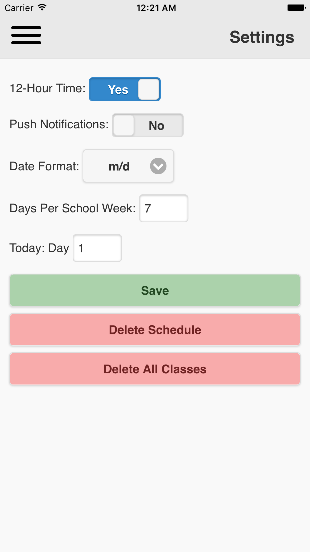 Carrier 12:21 AM
Settings
12-Hour Time: Yes
Push Notifications: No
Date Format: m/d
Days Per School Week: 7
Today: Day 1
Save
Delete Schedule
Delete All Classes